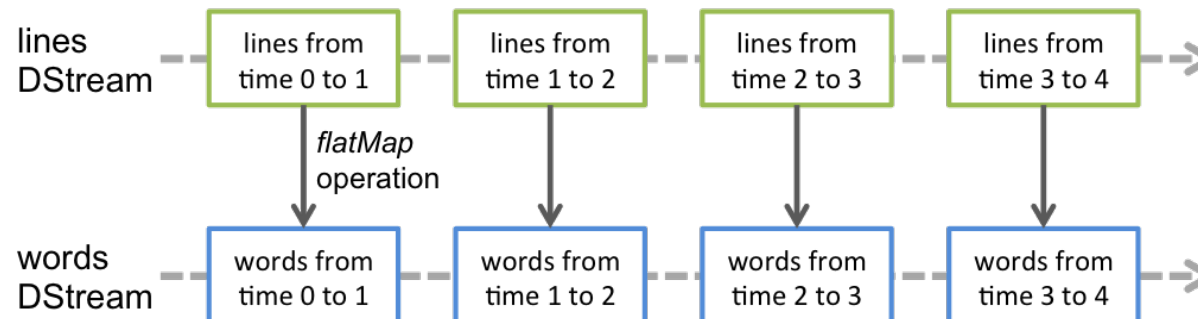 lines
DStream
lines from
time 0 to 1
lines from
time 1 to 2
lines from
time 2 to 3
lines from
time 3 to 4
flatMap
operation
words
DStream
words from
time 0 to 1
words from
time 1 to 2
words from
time 2 to 3
words from
time 3 to 4